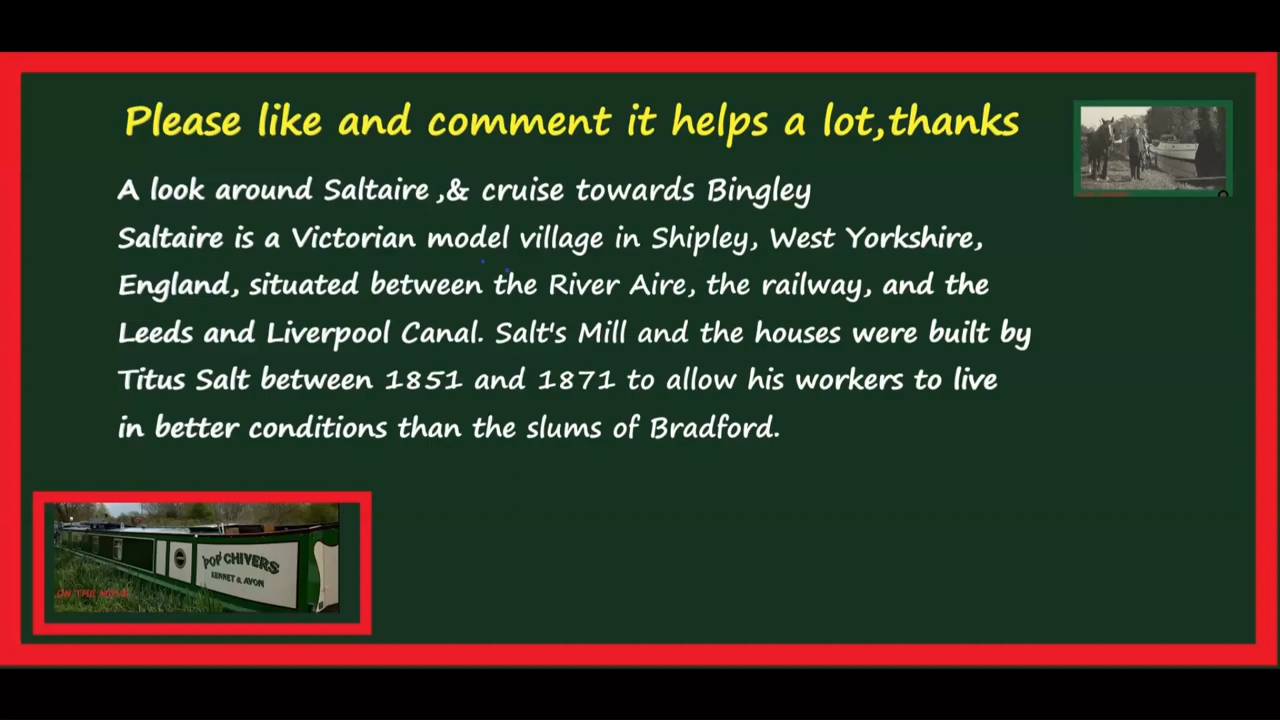 Please like and comment it helps a lot,thanks
A look around Saltaire ,& cruise towards Bingley
Saltaire is a Victorian model village in Shipley, West Yorkshire,
England, situated between the River Aire, the railway, and the
Leeds and Liverpool Canal. Salt's Mill and the houses were built by
Titus Salt between 1851 and 1871 to allow his workers to live
in better conditions than the slums of Bradford.
'POP' CHIVERS
KENNET & AVON
ON THE MOVE